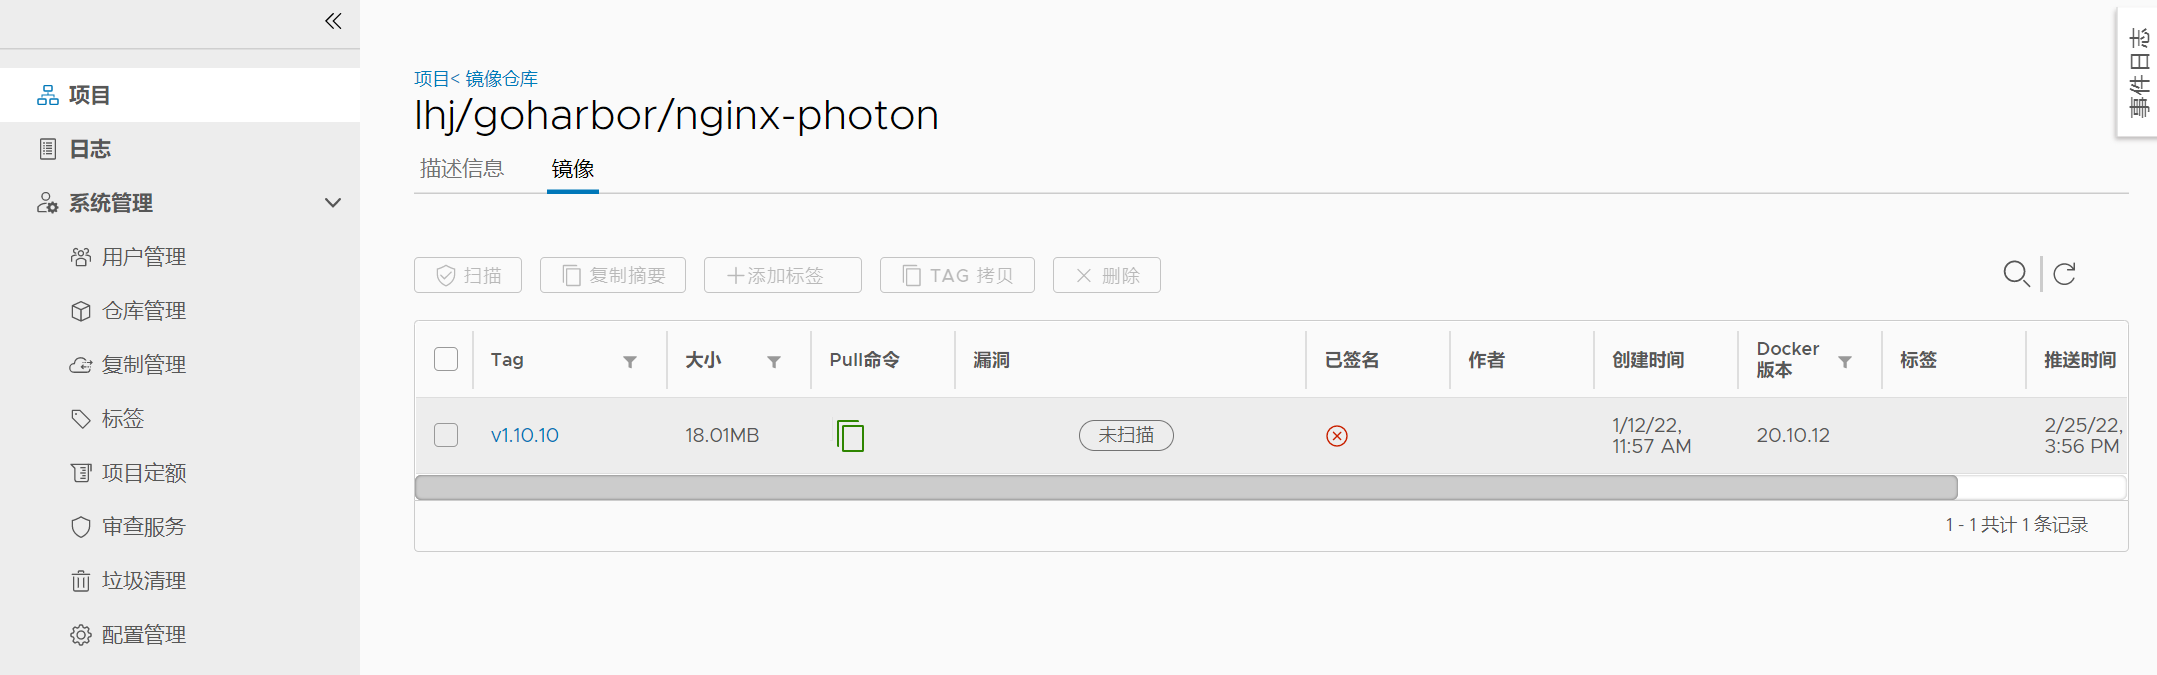 项目
日志
系统管理
用户管理
仓库管理
复制管理
标签
项目定额
审查服务
垃圾清理
配置管理
项目< 镜像仓库
lhj/goharbor/nginx-photon
描述信息 镜像
扫描 复制摘要 +添加标签 TAG 拷贝 删除
Tag 大小 Pull命令 漏洞 已签名 作者 创建时间 Docker 版本 标签 推送时间
v1.10.10 18.01MB 未扫描 1/12/22, 11:57 AM 20.10.12 2/25/22, 3:56 PM
1 - 1 共计 1 条记录
事件日志